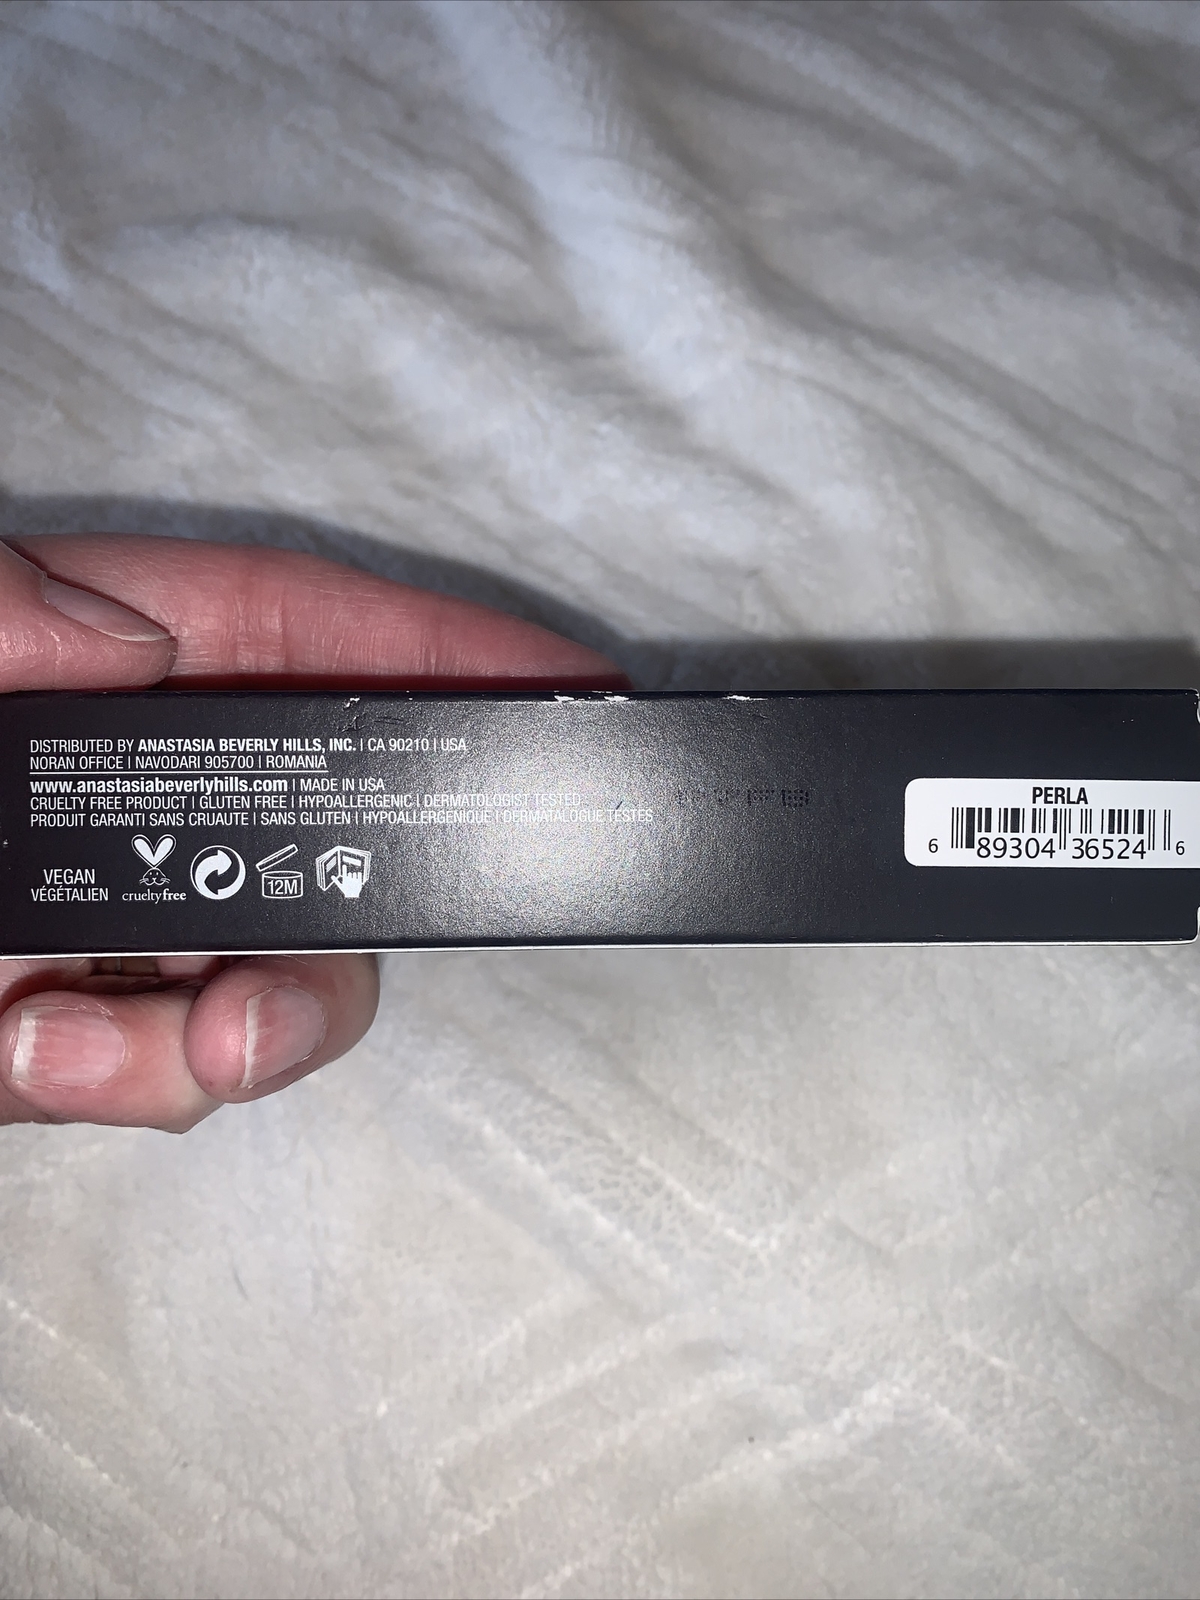 DISTRIBUTED BY ANASTASIA BEVERLY HILLS, INC. | CA 90210 | USA
NORAN OFFICE | NAVODARI 905700 | ROMANIA
www.anastasiabeverlyhills.com | MADE IN USA
CRUELTY FREE PRODUCT | GLUTEN FREE | HYPOALLERGENIC | DERMATOLOGIST TESTED
PRODUIT GARANTI SANS CRUAUTE | SANS GLUTEN | HYPOALLERGENIQUE | DERMATALOGUE TESTES
VEGAN
VÉGÉTALIEN
crueltyfree
12M
PERLA
6 89304 36524 6